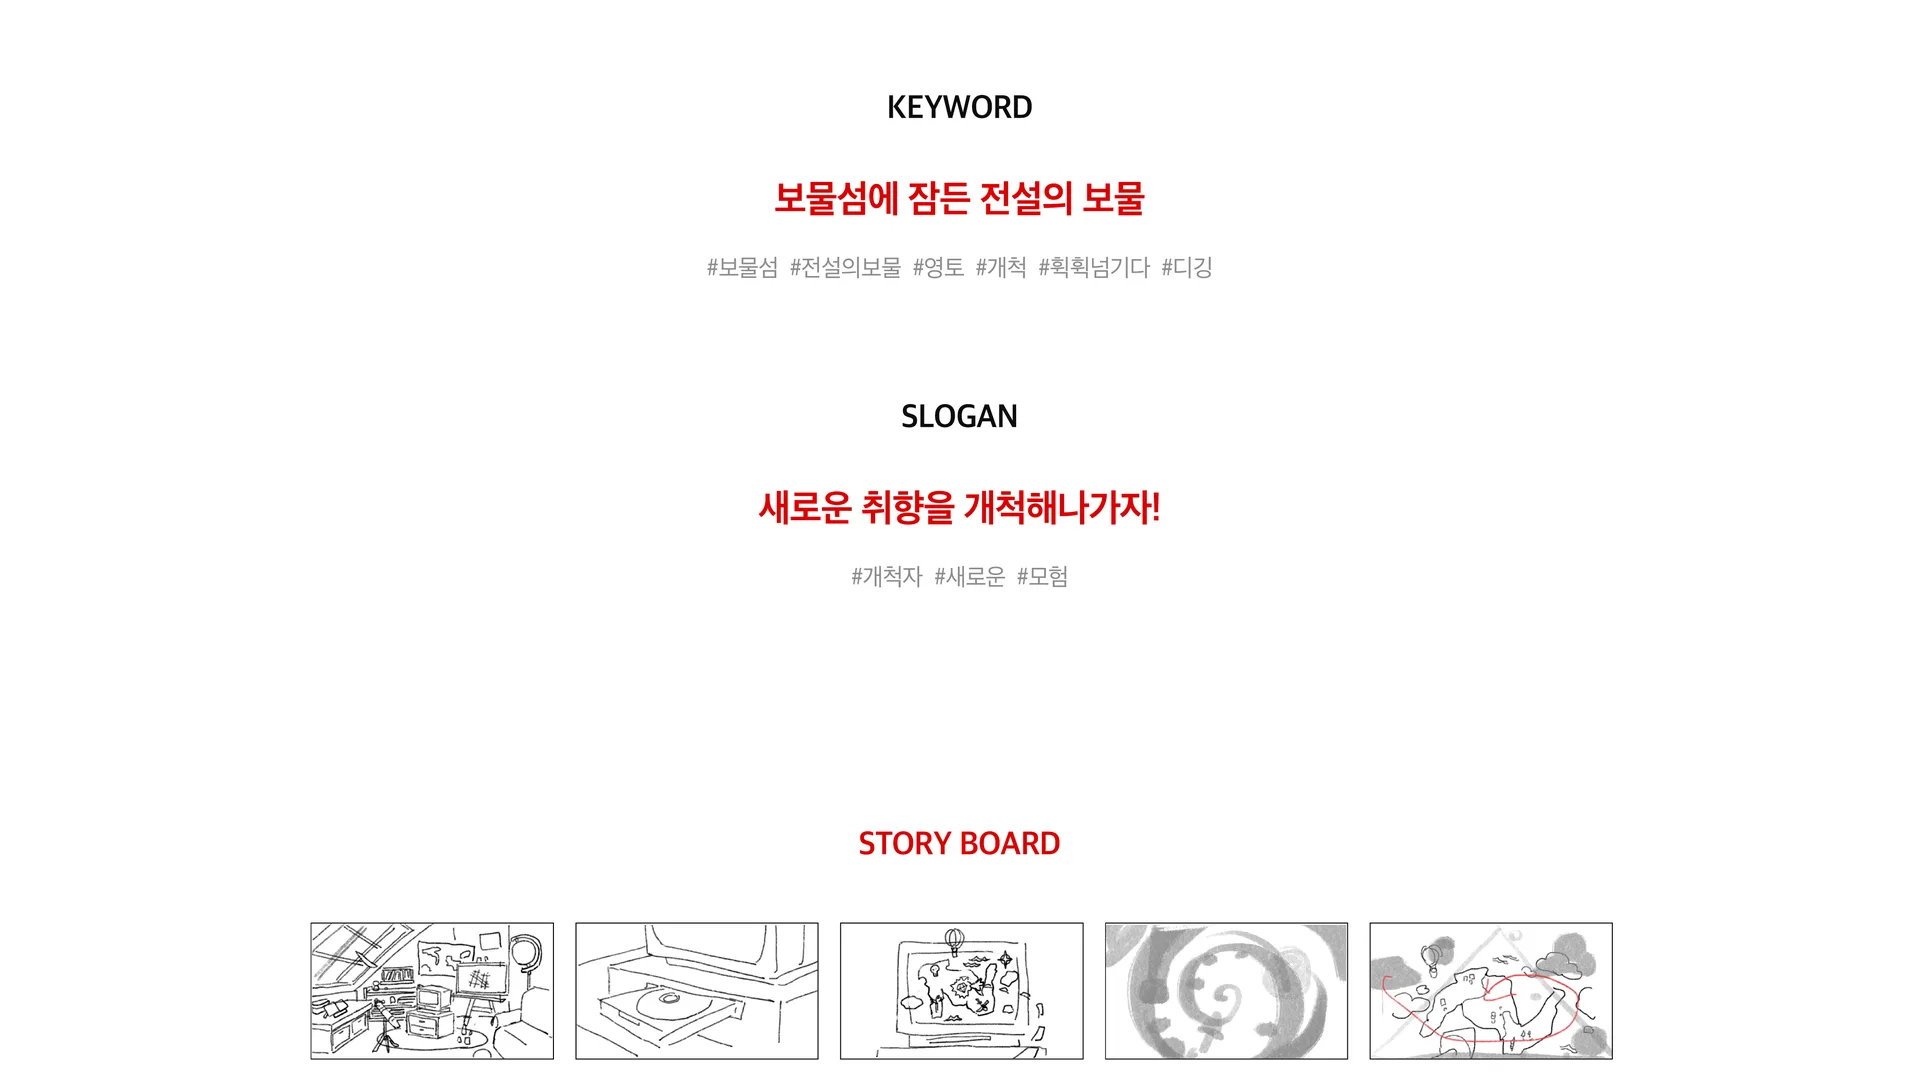 KEYWORD
보물섬에 잠든 전설의 보물
#보물섬 #전설의보물 #영토 #개척 #획획넘기다 #디깅
SLOGAN
새로운 취향을 개척해나가자!
#개척자 #새로운 #모험
STORY BOARD